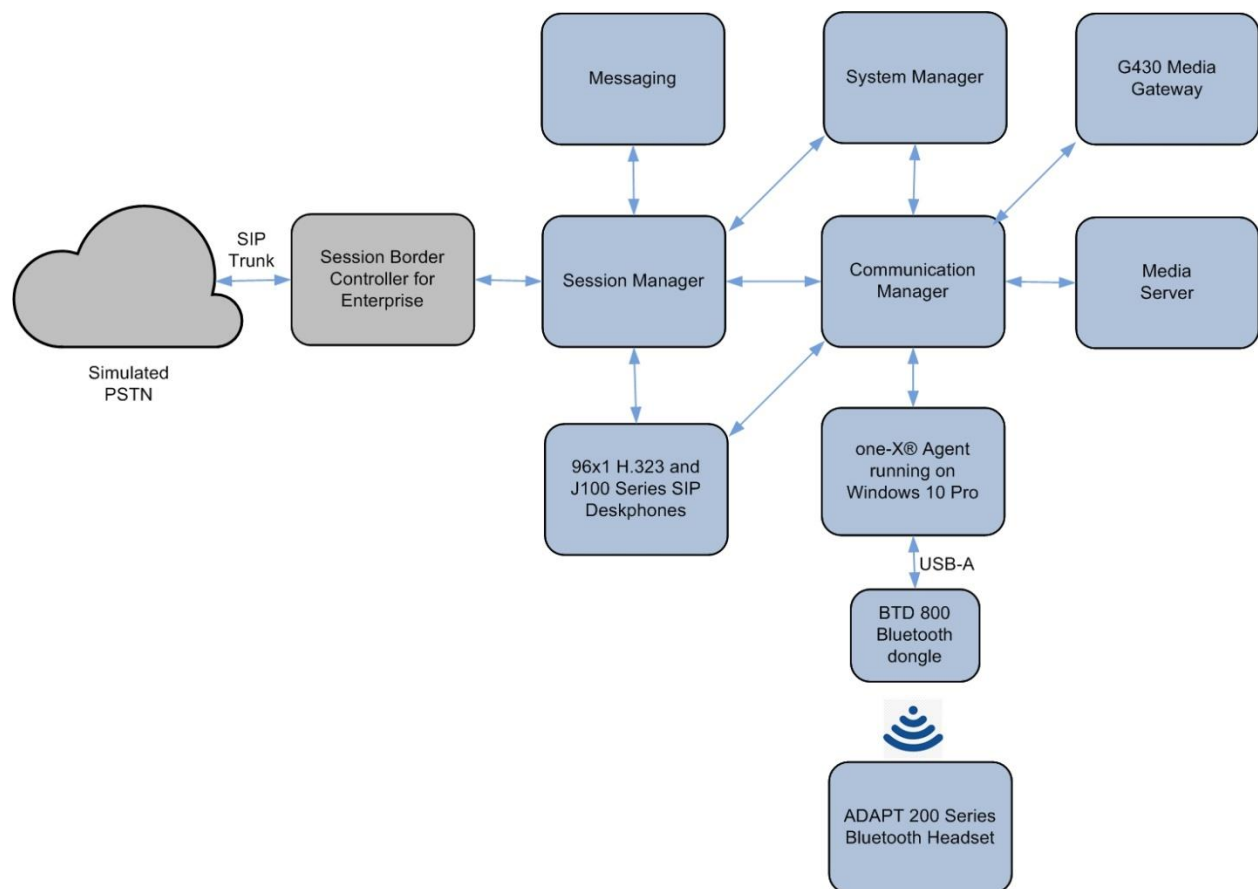 Messaging
System Manager
G430 Media
Gateway
SIP
Trunk
Session Border
Controller for
Enterprise
Session Manager
Communication
Manager
Media
Server
Simulated
PSTN
96x1 H.323 and
J100 Series SIP
Deskphones
one-X® Agent
running on
Windows 10 Pro
USB-A
BTD 800
Bluetooth
dongle
ADAPT 200 Series
Bluetooth Headset